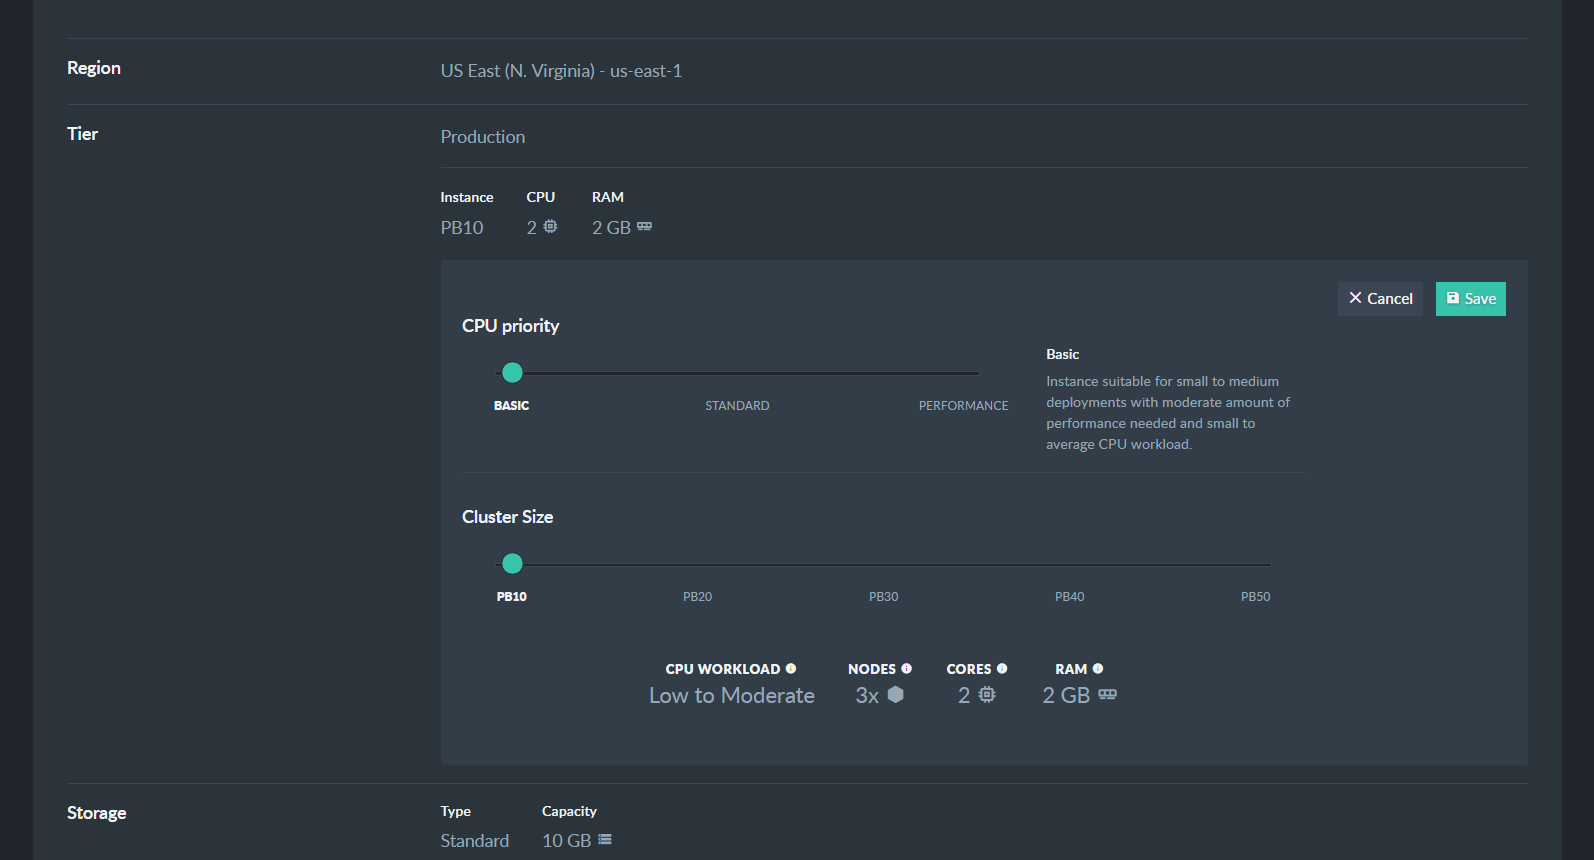 Region
US East (N. Virginia) - us-east-1
Tier
Production
Instance CPU RAM
PB10 2 2 GB
Cancel Save
CPU priority
BASIC STANDARD PERFORMANCE
Basic
Instance suitable for small to medium
deployments with moderate amount of
performance needed and small to
average CPU workload.
Cluster Size
PB10 PB20 PB30 PB40 PB50
CPU WORKLOAD NODES CORES RAM
Low to Moderate 3x 2 2 GB
Storage
Type Capacity
Standard 10 GB